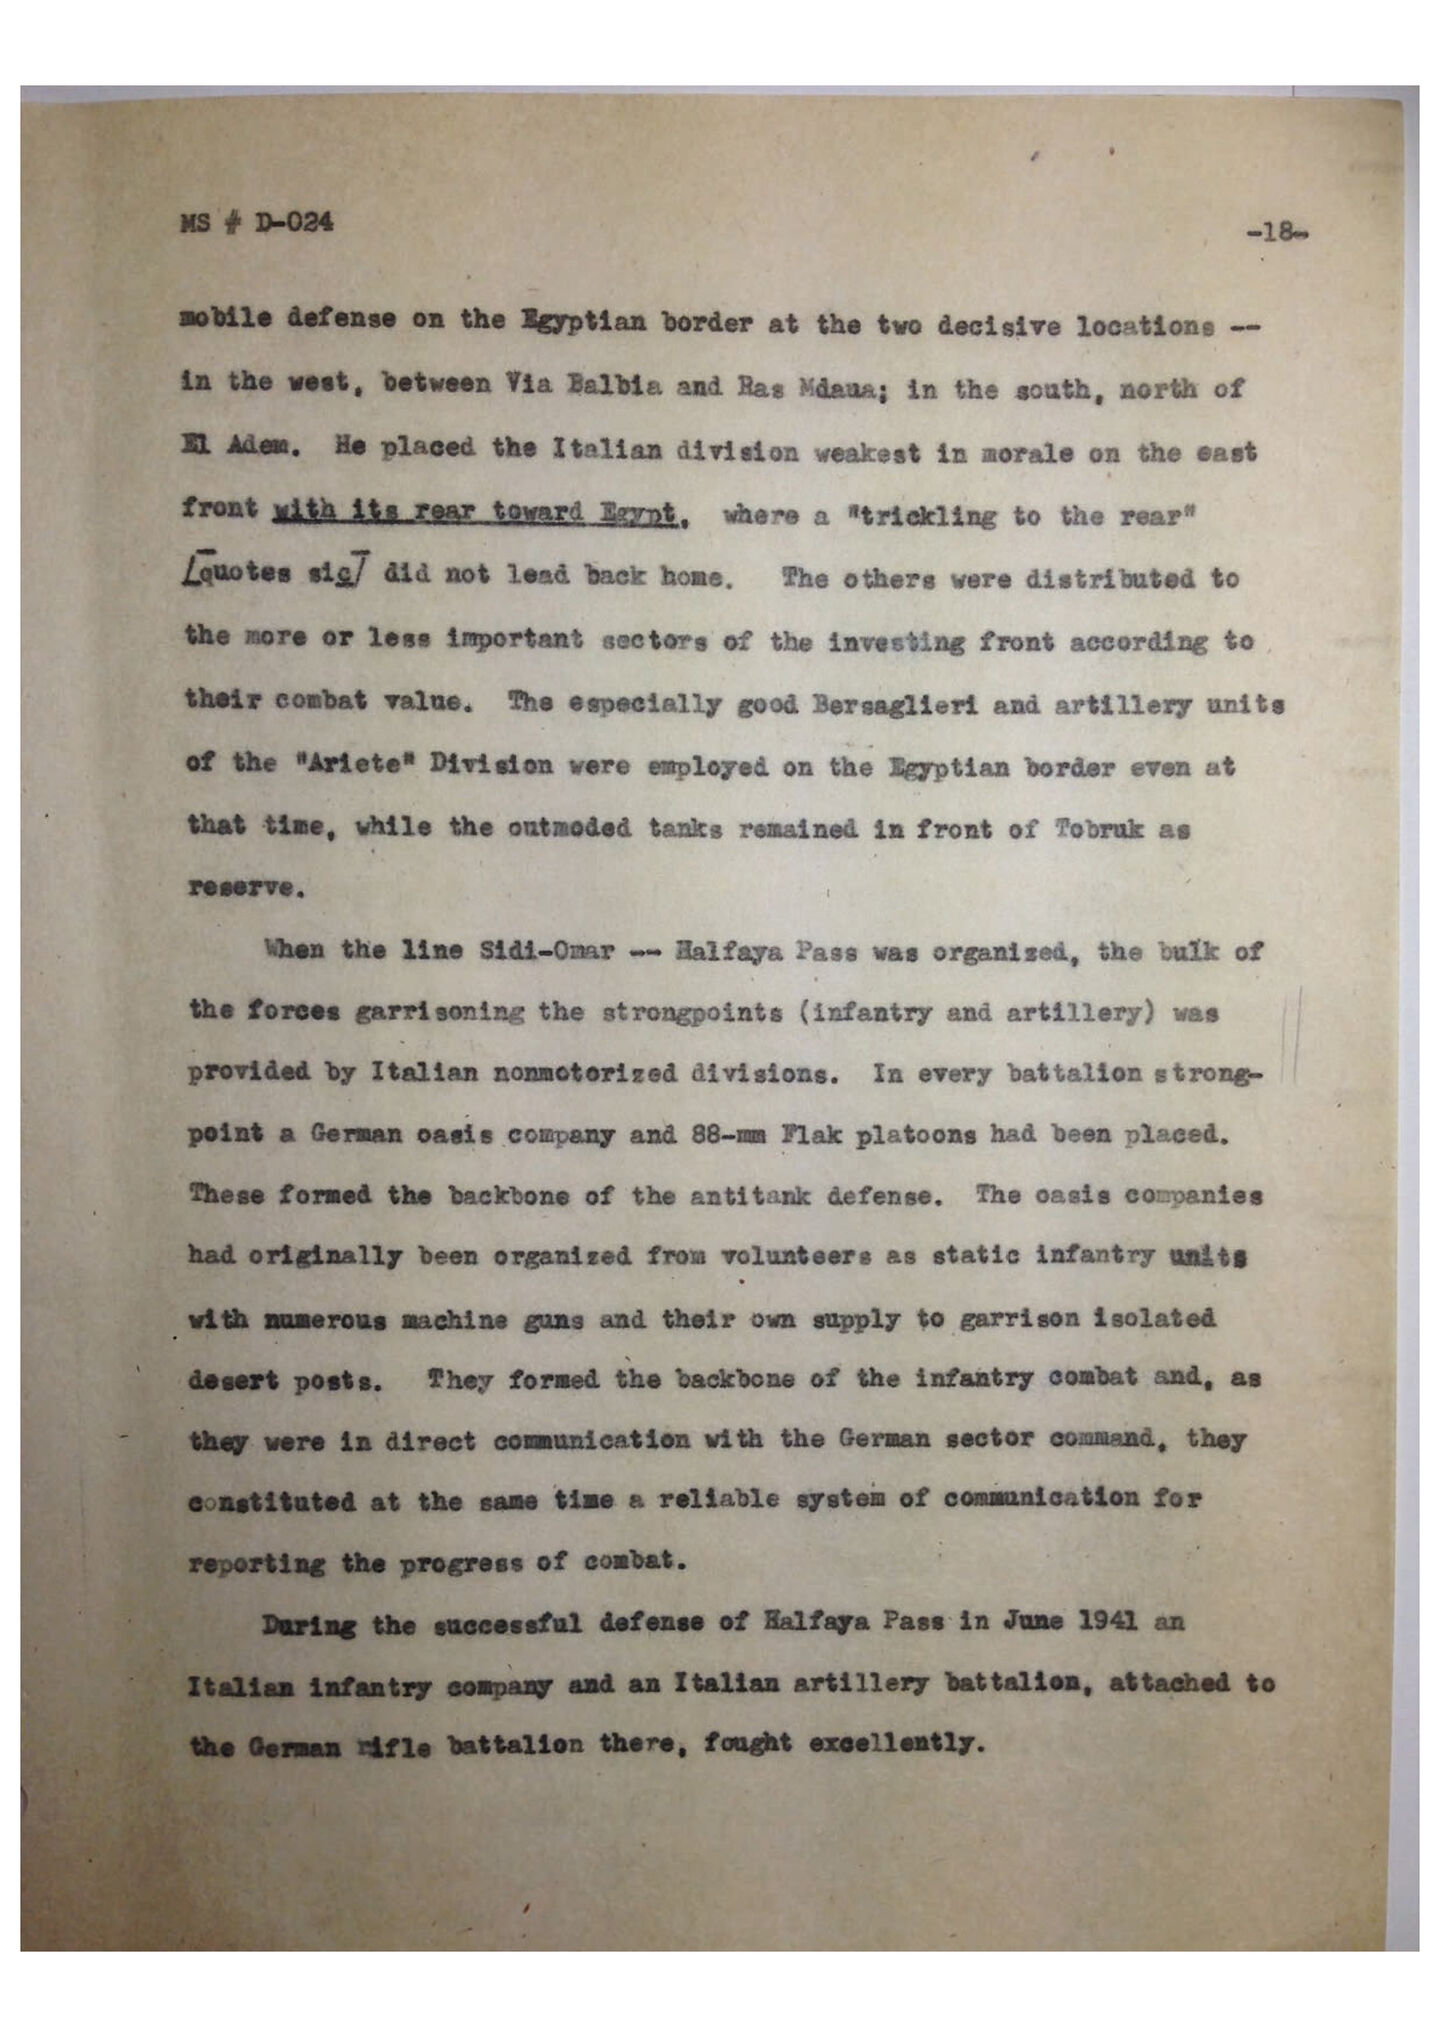 MS # D-024
-18-
mobile defense on the Egyptian border at the two decisive locations --
in the west, between Via Balbia and Ras Mdaua; in the south, north of
El Adem. He placed the Italian division weakest in morale on the east
front with its rear toward Egypt, where a "trickling to the rear"
[quotes sic] did not lead back home. The others were distributed to
the more or less important sectors of the investing front according to
their combat value. The especially good Bersaglieri and artillery units
of the "Ariete" Division were employed on the Egyptian border even at
that time, while the outmoded tanks remained in front of Tobruk as
reserve.
When the line Sidi-Omar -- Halfaya Pass was organized, the bulk of
the forces garrisoning the strongpoints (infantry and artillery) was
provided by Italian nonmotorized divisions. In every battalion strong-
point a German oasis company and 88-mm Flak platoons had been placed.
These formed the backbone of the antitank defense. The oasis companies
had originally been organized from volunteers as static infantry units
with numerous machine guns and their own supply to garrison isolated
desert posts. They formed the backbone of the infantry combat and, as
they were in direct communication with the German sector command, they
constituted at the same time a reliable system of communication for
reporting the progress of combat.
During the successful defense of Halfaya Pass in June 1941 an
Italian infantry company and an Italian artillery battalion, attached to
the German rifle battalion there, fought excellently.